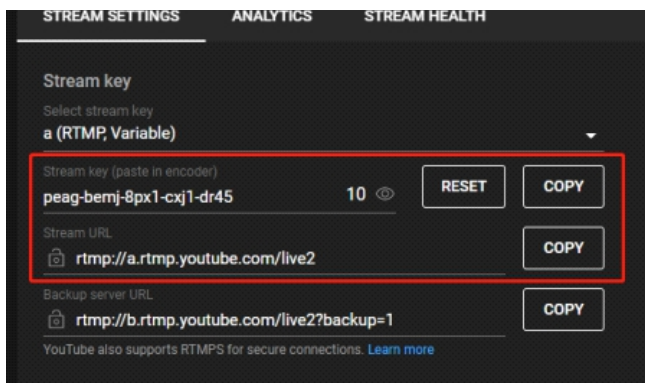 STREAM SETTINGS ANALYTICS STREAM HEALTH
Stream key
Select stream key
a (RTMP, Variable)
Stream key (paste in encoder)
peag-bemj-8px1-cxj1-dr45 10 RESET COPY
Stream URL
rtmp://a.rtmp.youtube.com/live2 COPY
Backup server URL
rtmp://b.rtmp.youtube.com/live2?backup=1 COPY
YouTube also supports RTMPS for secure connections. Learn more